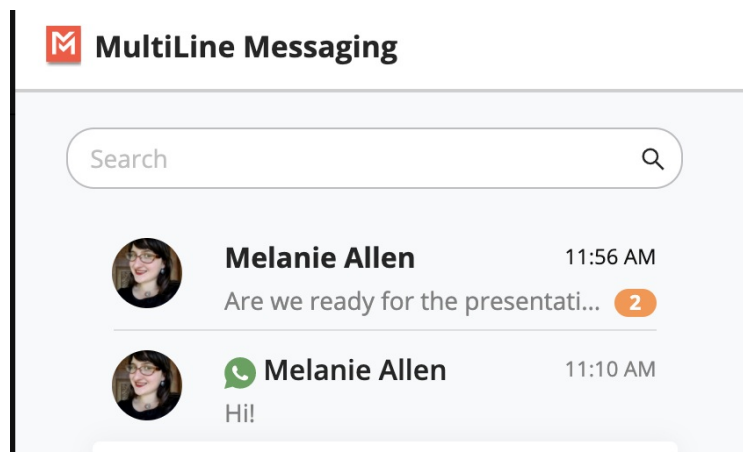 MultiLine Messaging
Search
Melanie Allen 11:56 AM
Are we ready for the presentati... 2
Melanie Allen 11:10 AM
Hi!